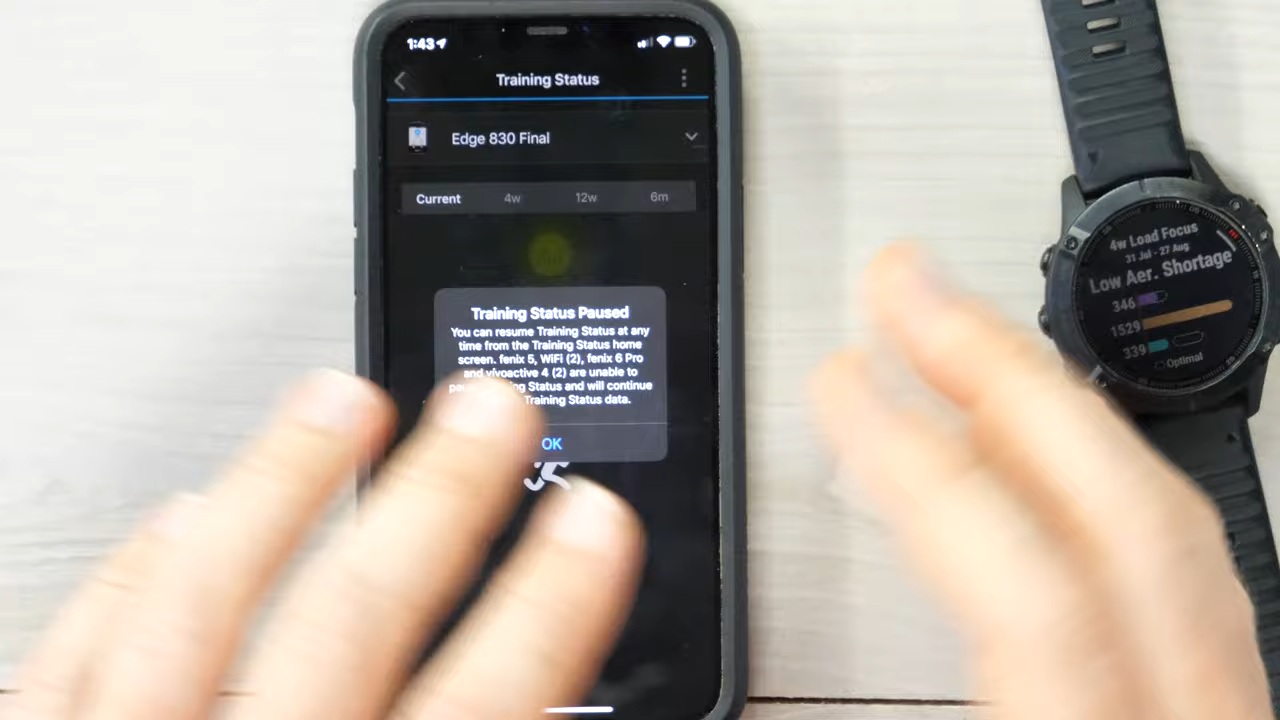 1:43
Training Status
Edge 830 Final
Current 4w 12w 6m
Training Status Paused
You can resume Training Status at any
time from the Training Status home
screen. fenix 5, WiFi (2), fenix 6 Pro
and vívoactive 4 (2) are unable to
Training Status and will continue
Training Status data.
OK
4w Load Focus
31 Jul - 27 Aug
Low Aer. Shortage
346
1529
339
Optimal